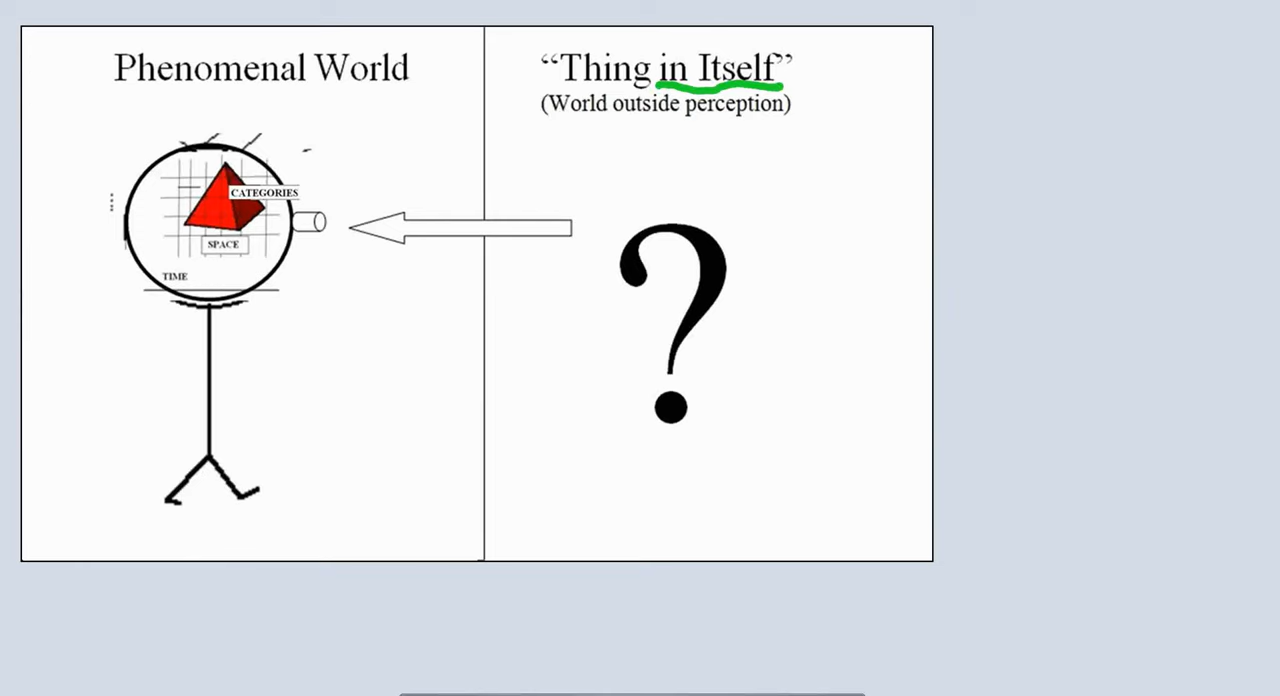 Phenomenal World
“Thing in Itself”
(World outside perception)
CATEGORIES
SPACE
TIME
?